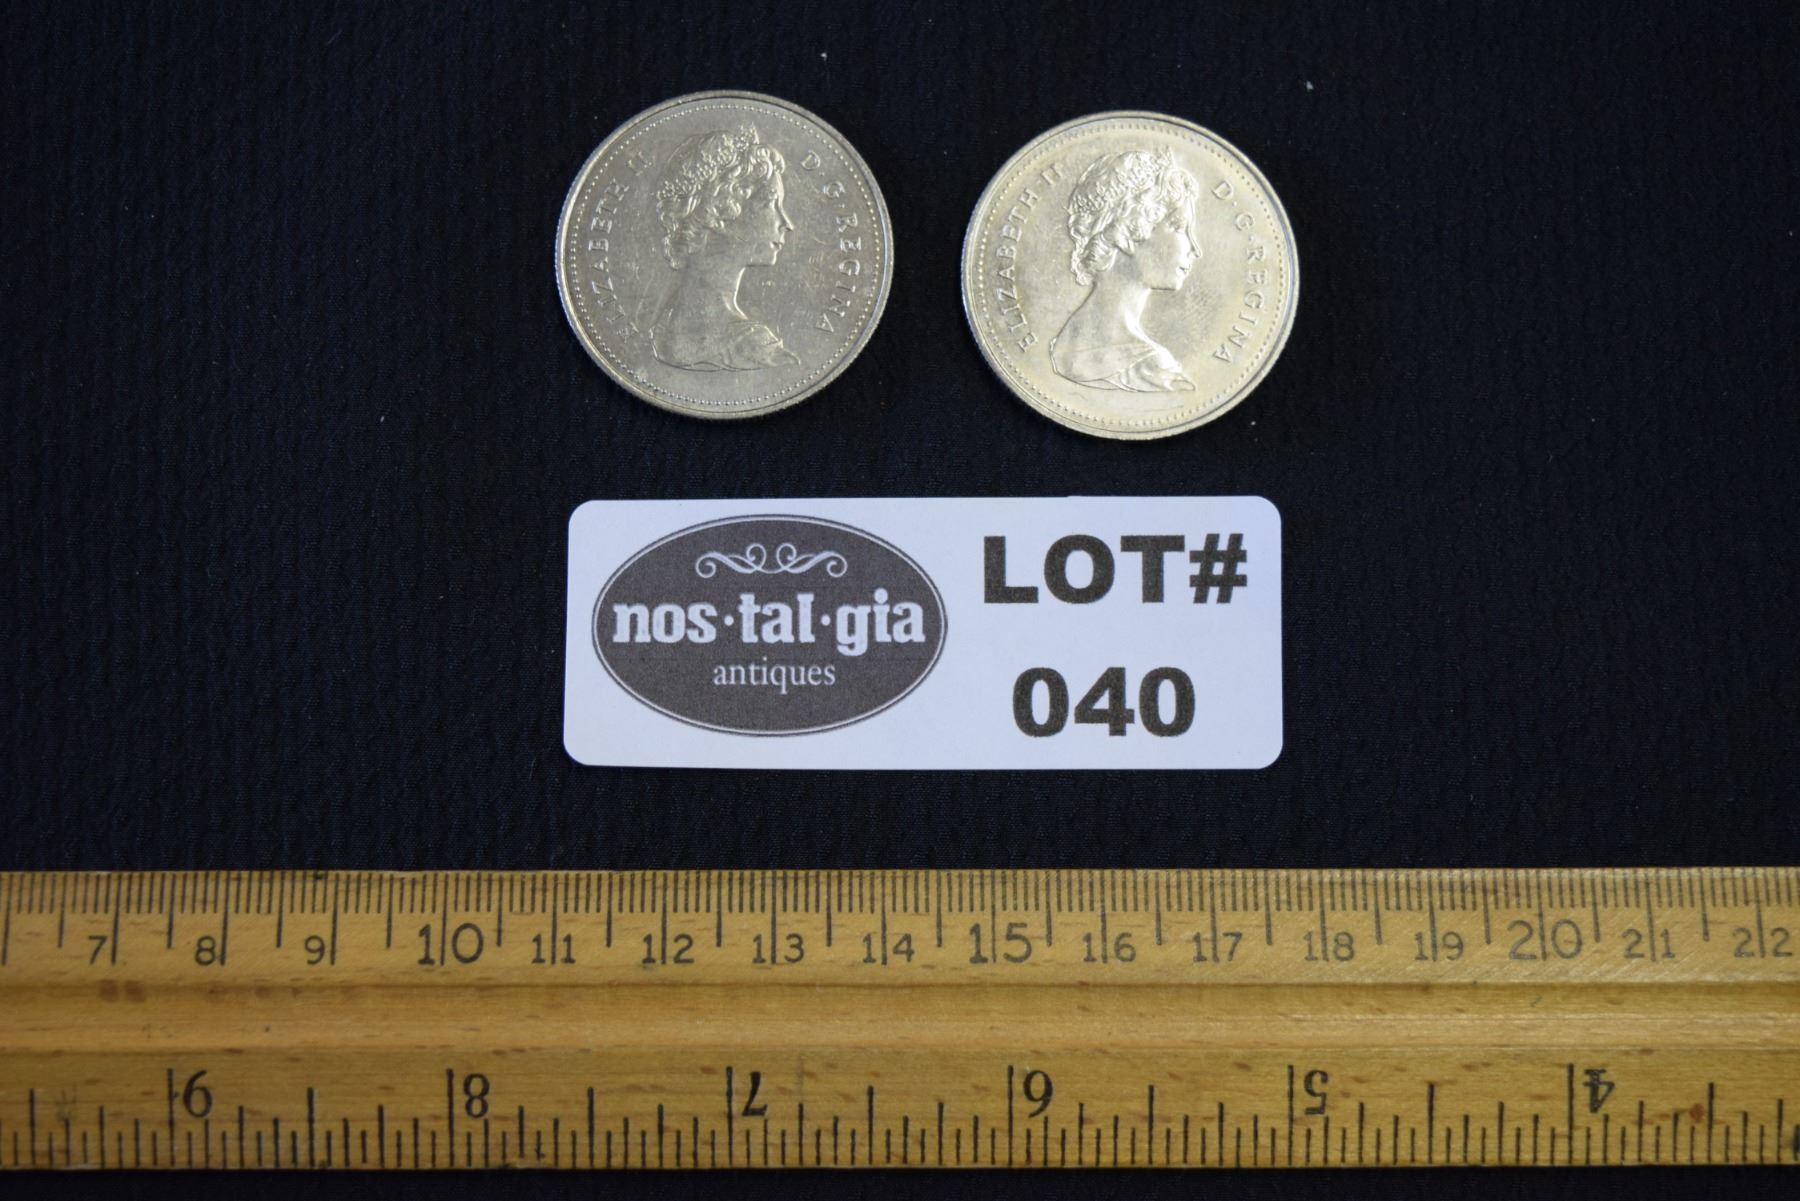 ELIZABETH II D·G·REGINA
ELIZABETH II D·G·REGINA
nos·tal·gia
antiques
LOT#
040
7 8 9 10 11 12 13 14 15 16 17 18 19 20 21 22
9 8 7 6 5 4